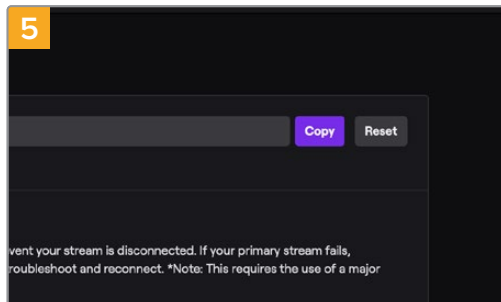 5
Copy Reset
vent your stream is disconnected. If your primary stream fails,
roubleshoot and reconnect. *Note: This requires the use of a major